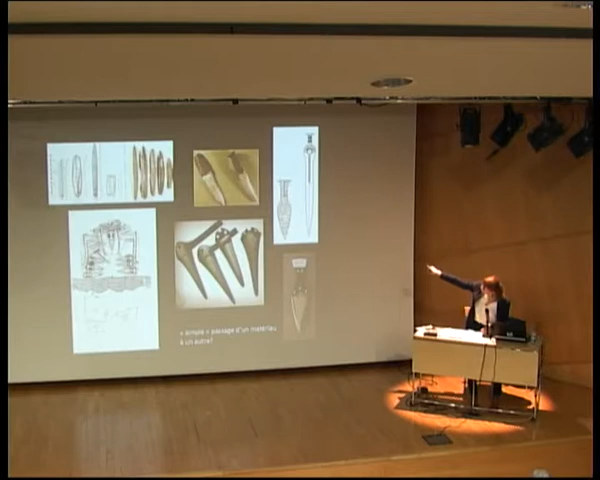 « simple » passage d'un matériau
à un autre?